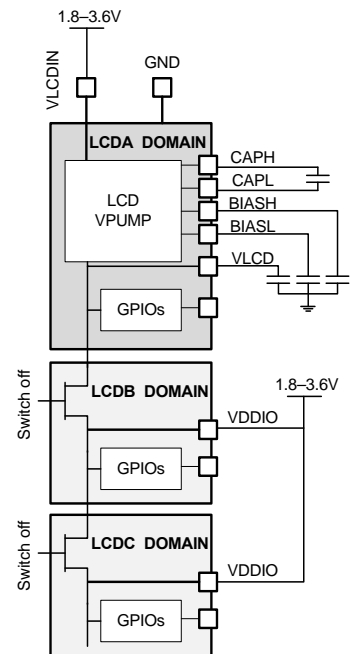 1.8–3.6V
VLCDIN
GND
LCDA DOMAIN
LCD
VPUMP
CAPH
CAPL
BIASH
BIASL
VLCD
GPIOs
Switch off
LCDB DOMAIN
1.8–3.6V
VDDIO
GPIOs
Switch off
LCDC DOMAIN
VDDIO
GPIOs